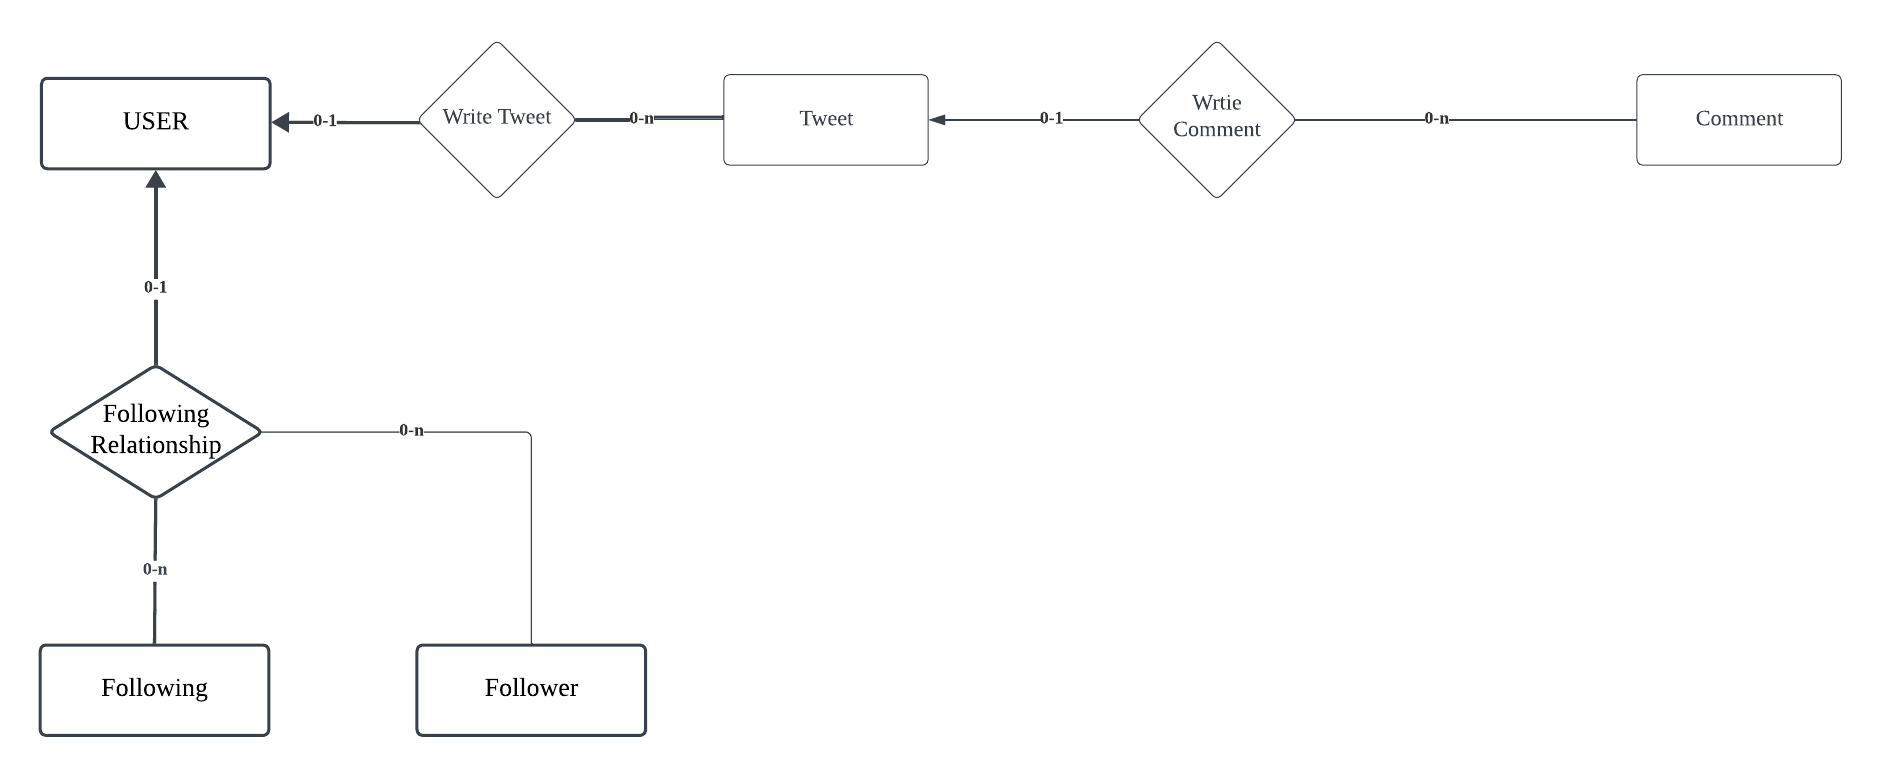 USER
0-1
Write Tweet
0-n
Tweet
0-1
Wrtie
Comment
0-n
Comment
0-1
Following
Relationship
0-n
0-n
Following
Follower